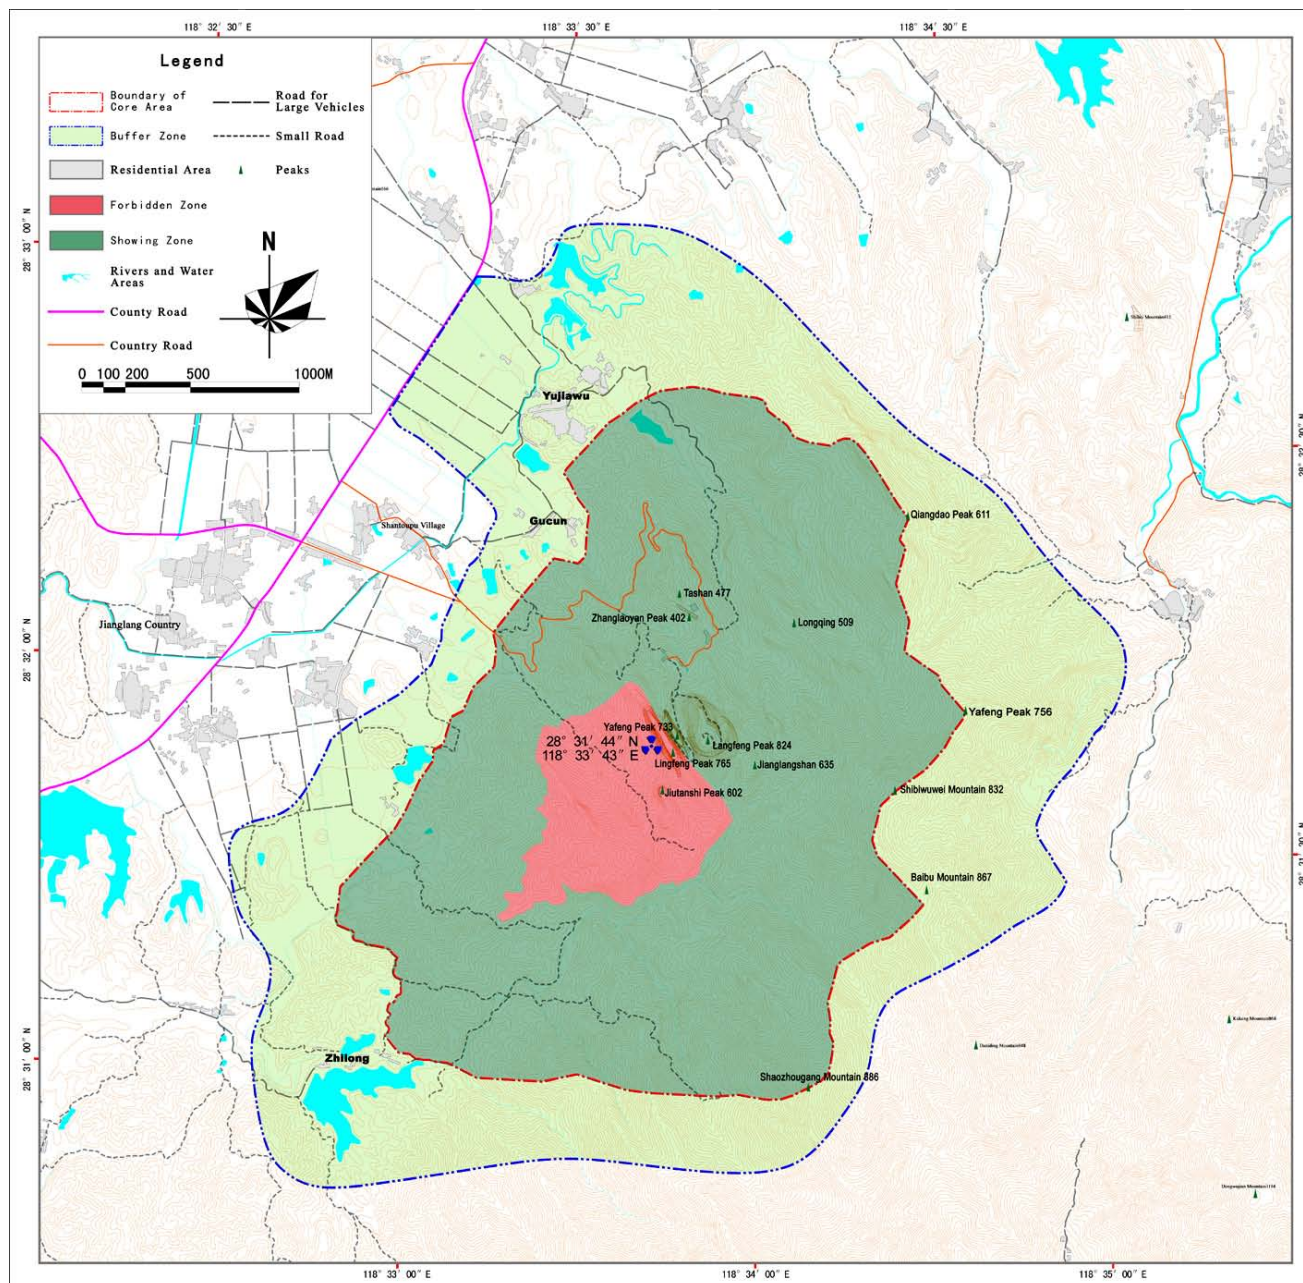 118° 32' 30" E
118° 33' 30" E
118° 34' 30" E
Legend
Boundary of
Core Area
Road for
Large Vehicles
Buffer Zone
Small Road
Residential Area
Peaks
Forbidden Zone
Showing Zone
N
Rivers and Water
Areas
County Road
Country Road
0 100 200 500 1000M
28° 33' 00" N
Yujiawu
Gucun
Shantoupu Village
Qiangdao Peak 611
Tashan 477
Zhanglaoyan Peak 402
Longqing 509
Jianglang Country
28° 32' 00" N
Yafeng Peak 756
Yafeng Peak 733
28° 31' 44" N
118° 33' 43" E
Langfeng Peak 824
Lingfeng Peak 765
Jianglangshan 635
Jiutanshi Peak 602
Shibiwuwei Mountain 832
Baibu Mountain 867
28° 31' 00" N
Zhilong
Shaozhougang Mountain 886
118° 33' 00" E
118° 34' 00" E
118° 35' 00" E